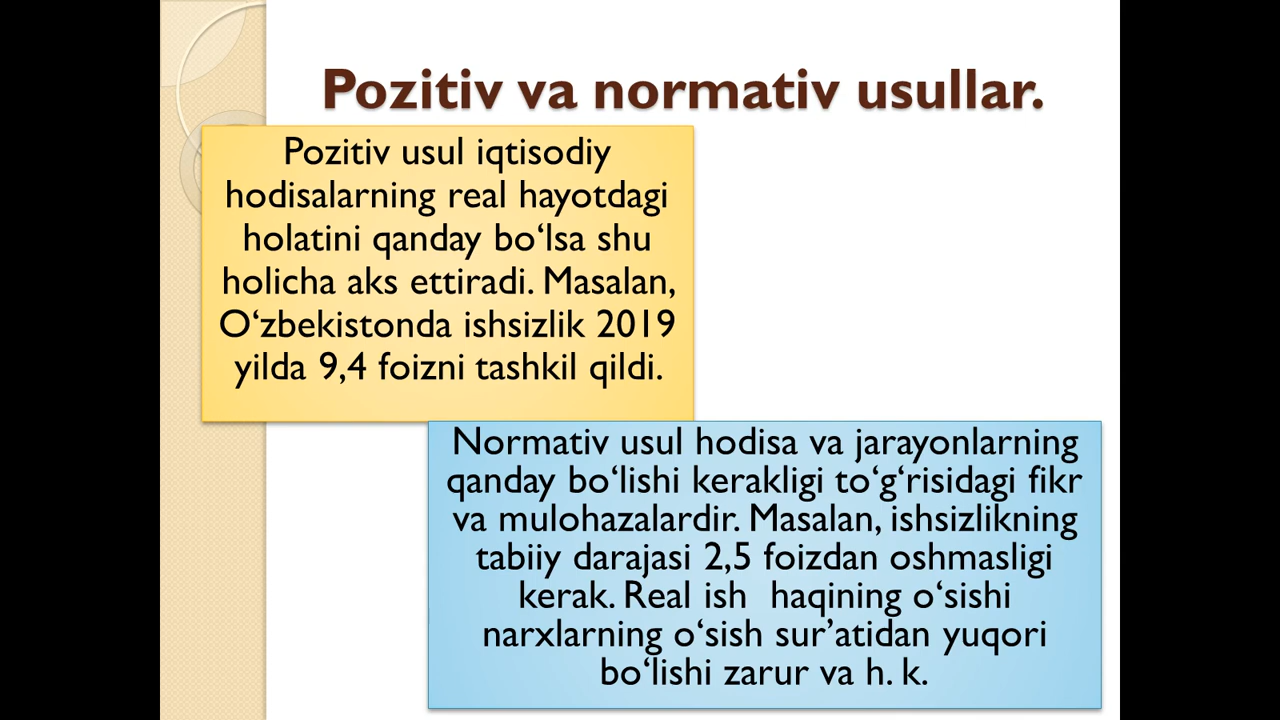 Pozitiv va normativ usullar.
Pozitiv usul iqtisodiy
hodisalarning real hayotdagi
holatini qanday bo‘lsa shu
holicha aks ettiradi. Masalan,
O‘zbekistonda ishsizlik 2019
yilda 9,4 foizni tashkil qildi.
Normativ usul hodisa va jarayonlarning
qanday bo‘lishi kerakligi to‘g‘risidagi fikr
va mulohazalardir. Masalan, ishsizlikning
tabiiy darajasi 2,5 foizdan oshmasligi
kerak. Real ish  haqining o‘sishi
narxlarning o‘sish sur’atidan yuqori
bo‘lishi zarur va h. k.